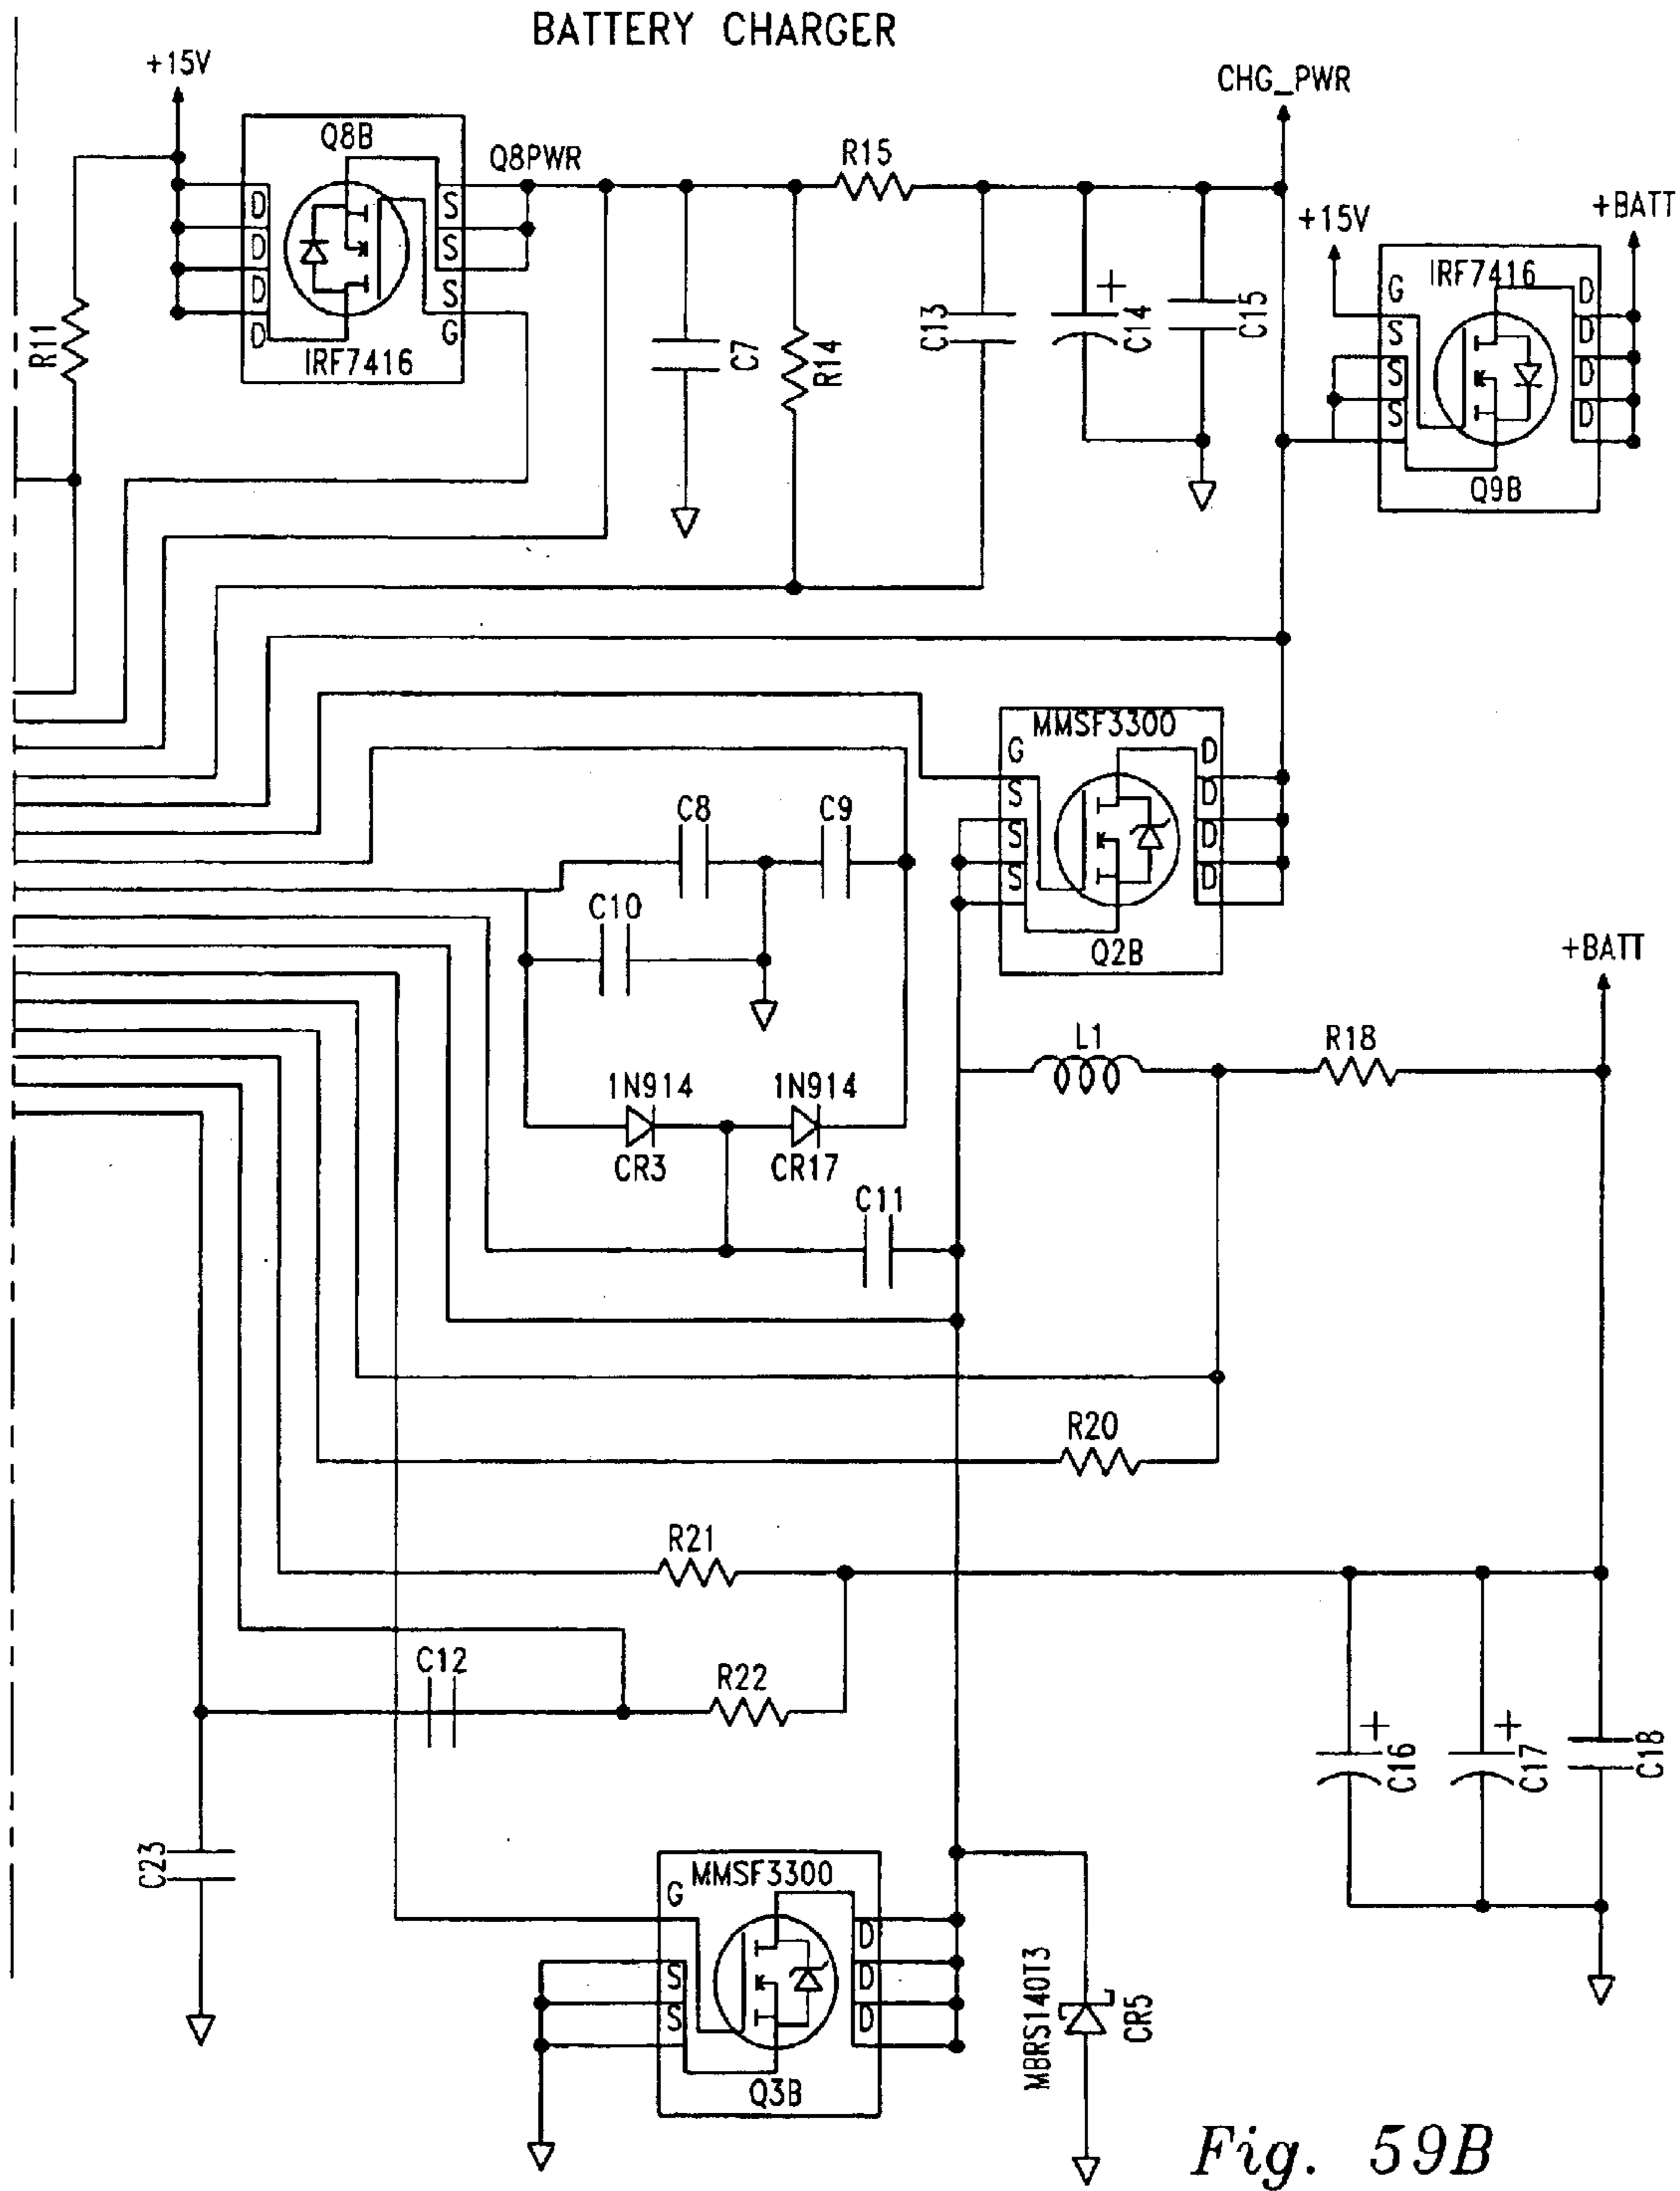 BATTERY CHARGER
+15V
CHG_PWR
Q8B
Q8PWR
R15
+15V
+BATT
D
D
D
D
S
S
S
G
IRF7416
R11
C7
R14
C13
+
C14
C15
G
S
S
S
IRF7416
D
D
D
D
Q9B
MMSF3300
G
S
S
S
D
D
D
D
Q2B
C8
C9
C10
+BATT
L1
R18
1N914
1N914
CR3
CR17
C11
R20
R21
C12
R22
+
C16
+
C17
C18
C23
MMSF3300
G
S
S
D
D
D
Q3B
MBRS140T3
CR5
Fig. 59B